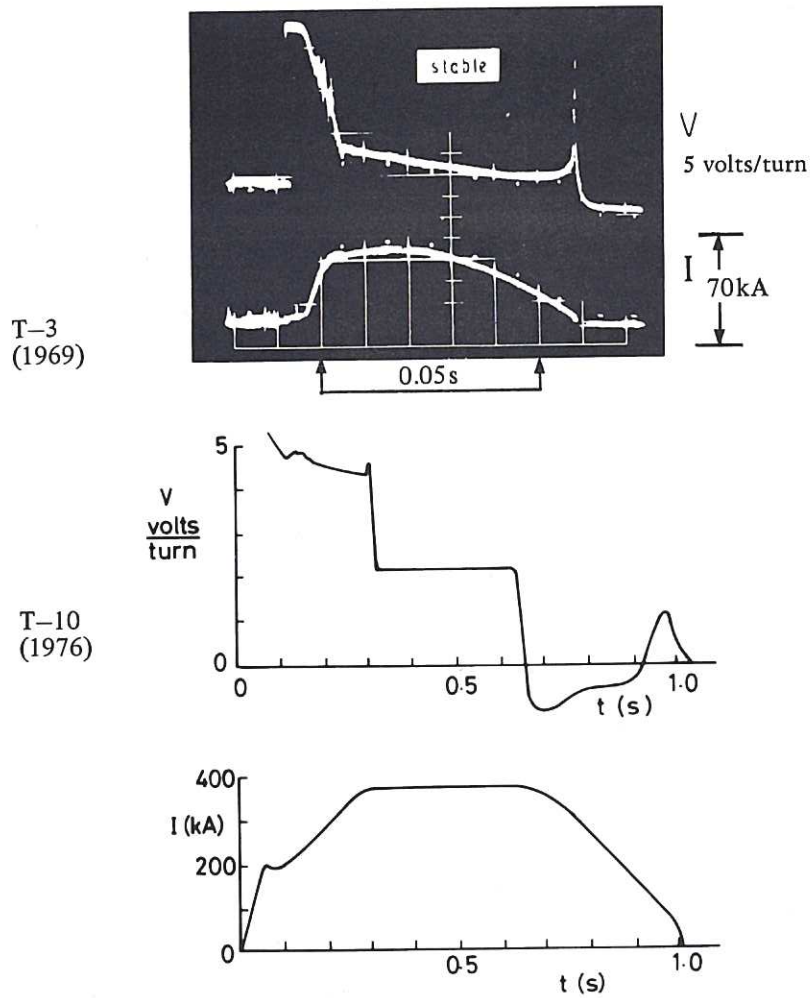 stable
V
5 volts/turn
I
70kA
T–3
(1969)
0.05s
5
V
volts
turn
0
0
0·5
1.0
t (s)
T–10
(1976)
400
I (kA)
200
0
0·5
1.0
t (s)